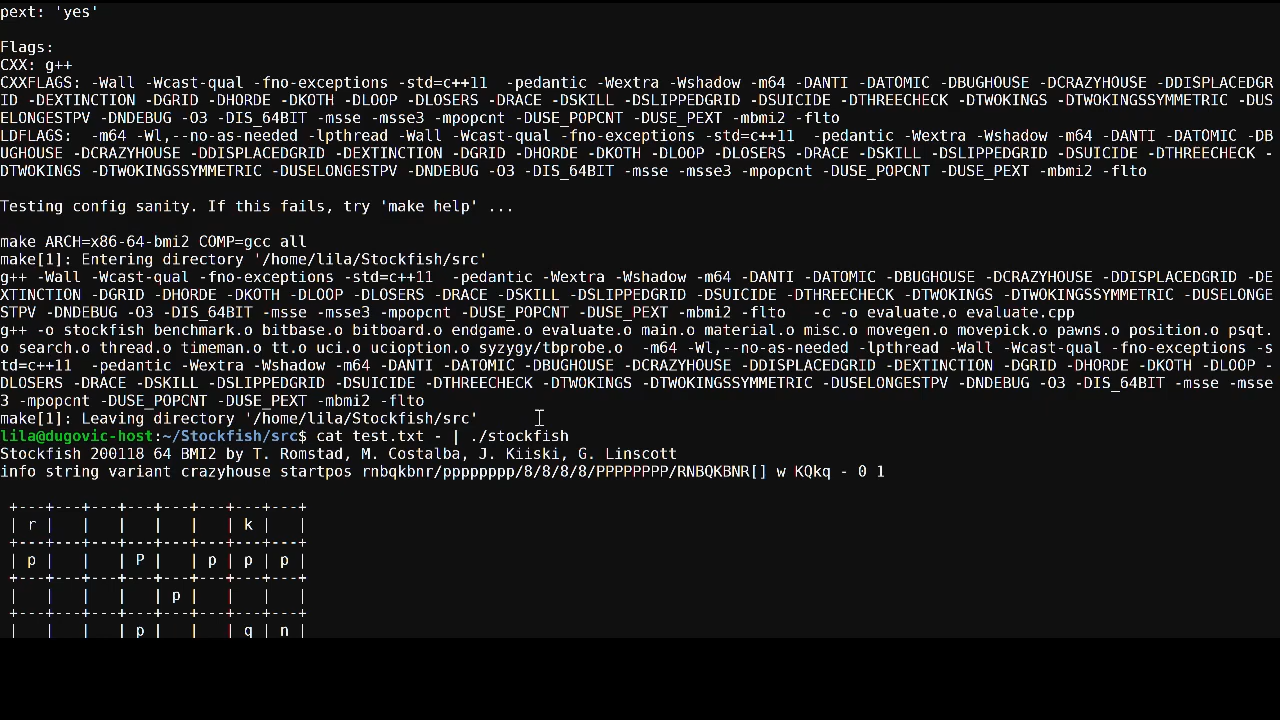 pext: 'yes'
Flags:
CXX: g++
CXXFLAGS: -Wall -Wcast-qual -fno-exceptions -std=c++11  -pedantic -Wextra -Wshadow -m64 -DANTI -DATOMIC -DBUGHOUSE -DCRAZYHOUSE -DDISPLACEDGR
ID -DEXTINCTION -DGRID -DHORDE -DKOTH -DLOOP -DLOSERS -DRACE -DSKILL -DSLIPPEDGRID -DSUICIDE -DTHREECHECK -DTWOKINGS -DTWOKINGSSYMMETRIC -DUS
ELONGESTPV -DNDEBUG -O3 -DIS_64BIT -msse -msse3 -mpopcnt -DUSE_POPCNT -DUSE_PEXT -mbmi2 -flto
LDFLAGS:  -m64 -Wl,--no-as-needed -lpthread -Wall -Wcast-qual -fno-exceptions -std=c++11  -pedantic -Wextra -Wshadow -m64 -DANTI -DATOMIC -DB
UGHOUSE -DCRAZYHOUSE -DDISPLACEDGRID -DEXTINCTION -DGRID -DHORDE -DKOTH -DLOOP -DLOSERS -DRACE -DSKILL -DSLIPPEDGRID -DSUICIDE -DTHREECHECK -
DTWOKINGS -DTWOKINGSSYMMETRIC -DUSELONGESTPV -DNDEBUG -O3 -DIS_64BIT -msse -msse3 -mpopcnt -DUSE_POPCNT -DUSE_PEXT -mbmi2 -flto
Testing config sanity. If this fails, try 'make help' ...
make ARCH=x86-64-bmi2 COMP=gcc all
make[1]: Entering directory '/home/lila/Stockfish/src'
g++ -Wall -Wcast-qual -fno-exceptions -std=c++11  -pedantic -Wextra -Wshadow -m64 -DANTI -DATOMIC -DBUGHOUSE -DCRAZYHOUSE -DDISPLACEDGRID -DE
XTINCTION -DGRID -DHORDE -DKOTH -DLOOP -DLOSERS -DRACE -DSKILL -DSLIPPEDGRID -DSUICIDE -DTHREECHECK -DTWOKINGS -DTWOKINGSSYMMETRIC -DUSELONGE
STPV -DNDEBUG -O3 -DIS_64BIT -msse -msse3 -mpopcnt -DUSE_POPCNT -DUSE_PEXT -mbmi2 -flto   -c -o evaluate.o evaluate.cpp
g++ -o stockfish benchmark.o bitbase.o bitboard.o endgame.o evaluate.o main.o material.o misc.o movegen.o movepick.o pawns.o position.o psqt.
o search.o thread.o timeman.o tt.o uci.o ucioption.o syzygy/tbprobe.o  -m64 -Wl,--no-as-needed -lpthread -Wall -Wcast-qual -fno-exceptions -s
td=c++11  -pedantic -Wextra -Wshadow -m64 -DANTI -DATOMIC -DBUGHOUSE -DCRAZYHOUSE -DDISPLACEDGRID -DEXTINCTION -DGRID -DHORDE -DKOTH -DLOOP -
DLOSERS -DRACE -DSKILL -DSLIPPEDGRID -DSUICIDE -DTHREECHECK -DTWOKINGS -DTWOKINGSSYMMETRIC -DUSELONGESTPV -DNDEBUG -O3 -DIS_64BIT -msse -msse
3 -mpopcnt -DUSE_POPCNT -DUSE_PEXT -mbmi2 -flto
make[1]: Leaving directory '/home/lila/Stockfish/src'
lila@dugovic-host:~/Stockfish/src$ cat test.txt - | ./stockfish
Stockfish 200118 64 BMI2 by T. Romstad, M. Costalba, J. Kiiski, G. Linscott
info string variant crazyhouse startpos rnbqkbnr/pppppppp/8/8/8/8/PPPPPPPP/RNBQKBNR[] w KQkq - 0 1
+---+---+---+---+---+---+---+---+
| r |   |   |   |   |   | k |   |
+---+---+---+---+---+---+---+---+
| p |   |   | P |   | p | p | p |
+---+---+---+---+---+---+---+---+
|   |   |   |   | p |   |   |   |
+---+---+---+---+---+---+---+---+
|   |   |   | p |   |   | q | n |